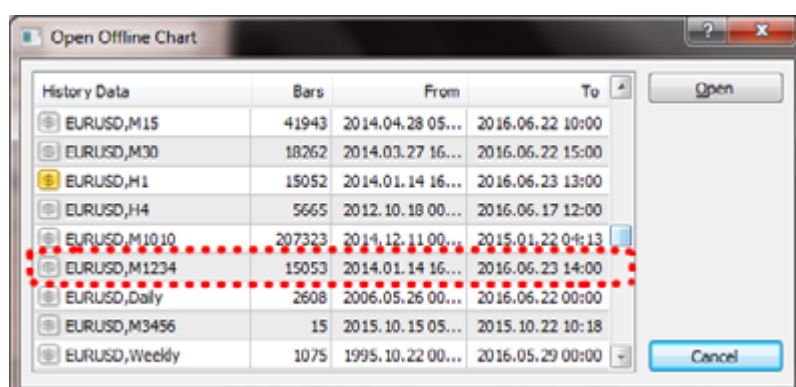 Open Offline Chart ? x
History Data Bars From To Open
EURUSD,M15 41943 2014.04.28 05... 2016.06.22 10:00
EURUSD,M30 18262 2014.03.27 16... 2016.06.22 15:00
EURUSD,H1 15052 2014.01.14 16... 2016.06.23 13:00
EURUSD,H4 5665 2012.10.18 00... 2016.06.17 12:00
EURUSD,M1010 207323 2014.12.11 00... 2015.01.22 04:13
EURUSD,M1234 15053 2014.01.14 16... 2016.06.23 14:00
EURUSD,Daily 2608 2006.05.26 00... 2016.06.22 00:00
EURUSD,M3456 15 2015.10.15 05... 2015.10.22 10:18
EURUSD,Weekly 1075 1995.10.22 00... 2016.05.29 00:00 Cancel